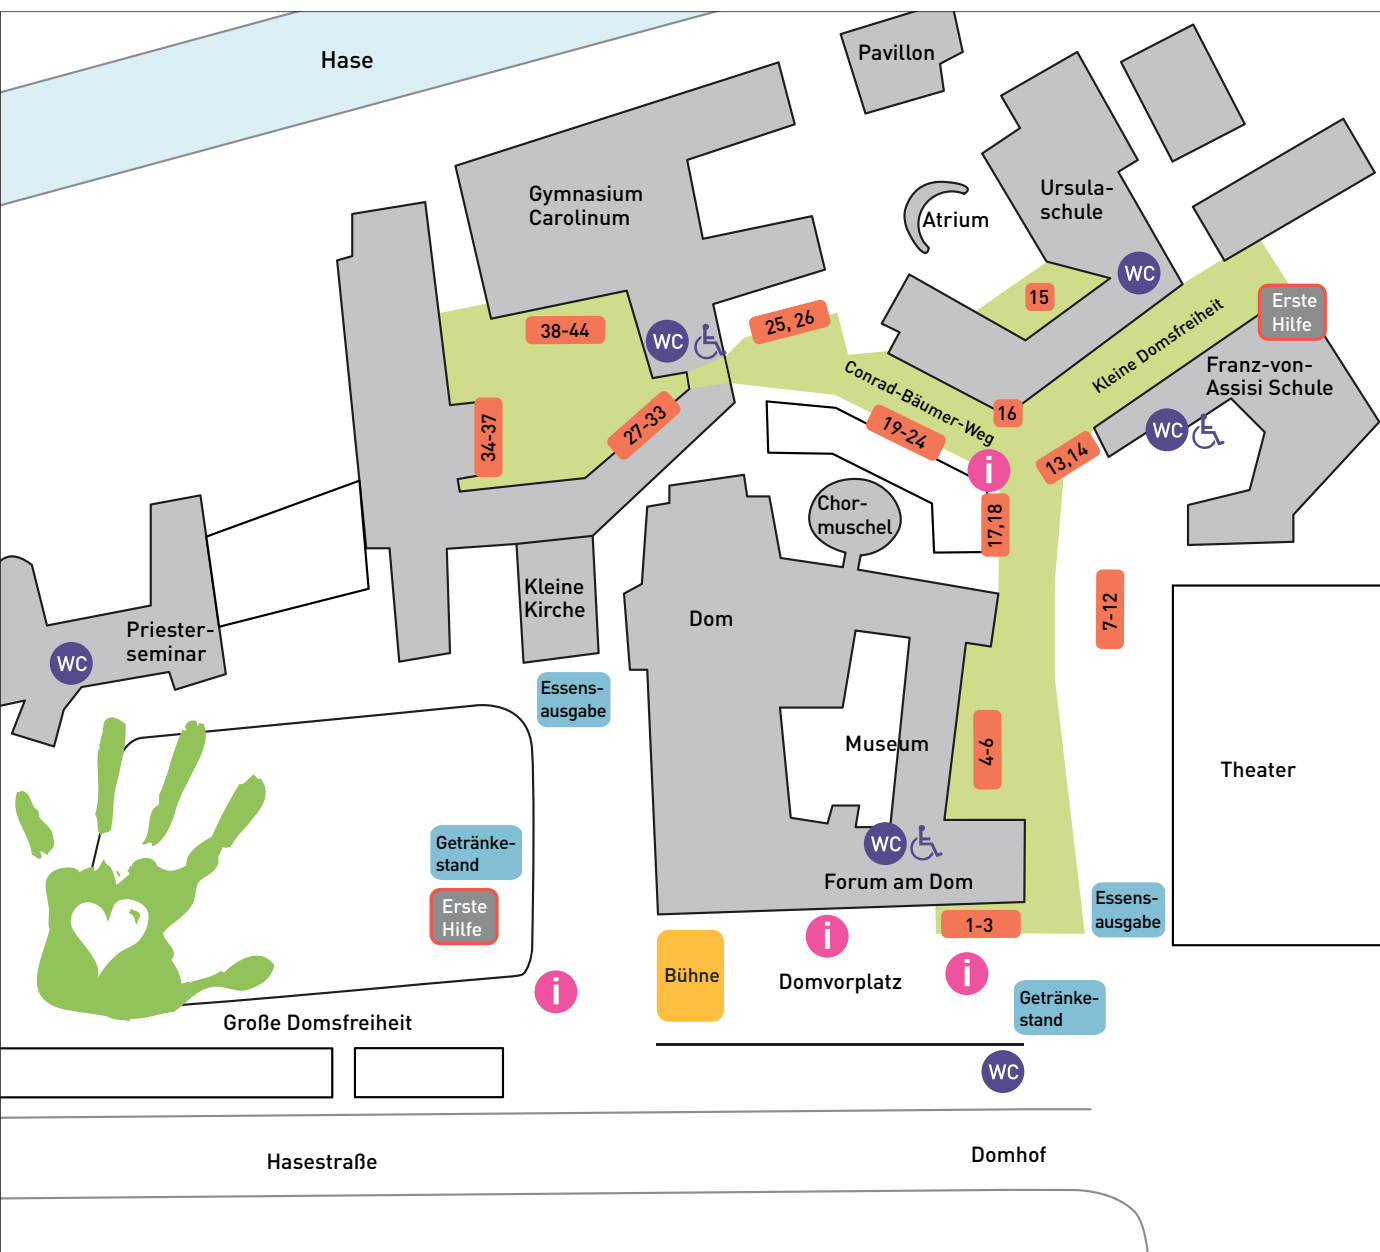 Hase
Pavillon
Gymnasium
Carolinum
Ursula-
schule
Atrium
WC
15
Erste
Hilfe
38-44
WC
25, 26
Kleine Domsfreiheit
Conrad-Bäumer-Weg
Franz-von-
Assisi Schule
16
34-37
27-33
19-24
WC
13,14
i
Chor-
muschel
17,18
Kleine
Kirche
Dom
7-12
Priester-
seminar
WC
Essens-
ausgabe
Museum
4-6
Theater
Getränke-
stand
WC
Forum am Dom
Erste
Hilfe
Essens-
ausgabe
1-3
i
Bühne
Domvorplatz
i
i
Getränke-
stand
Große Domsfreiheit
WC
Hasestraße
Domhof